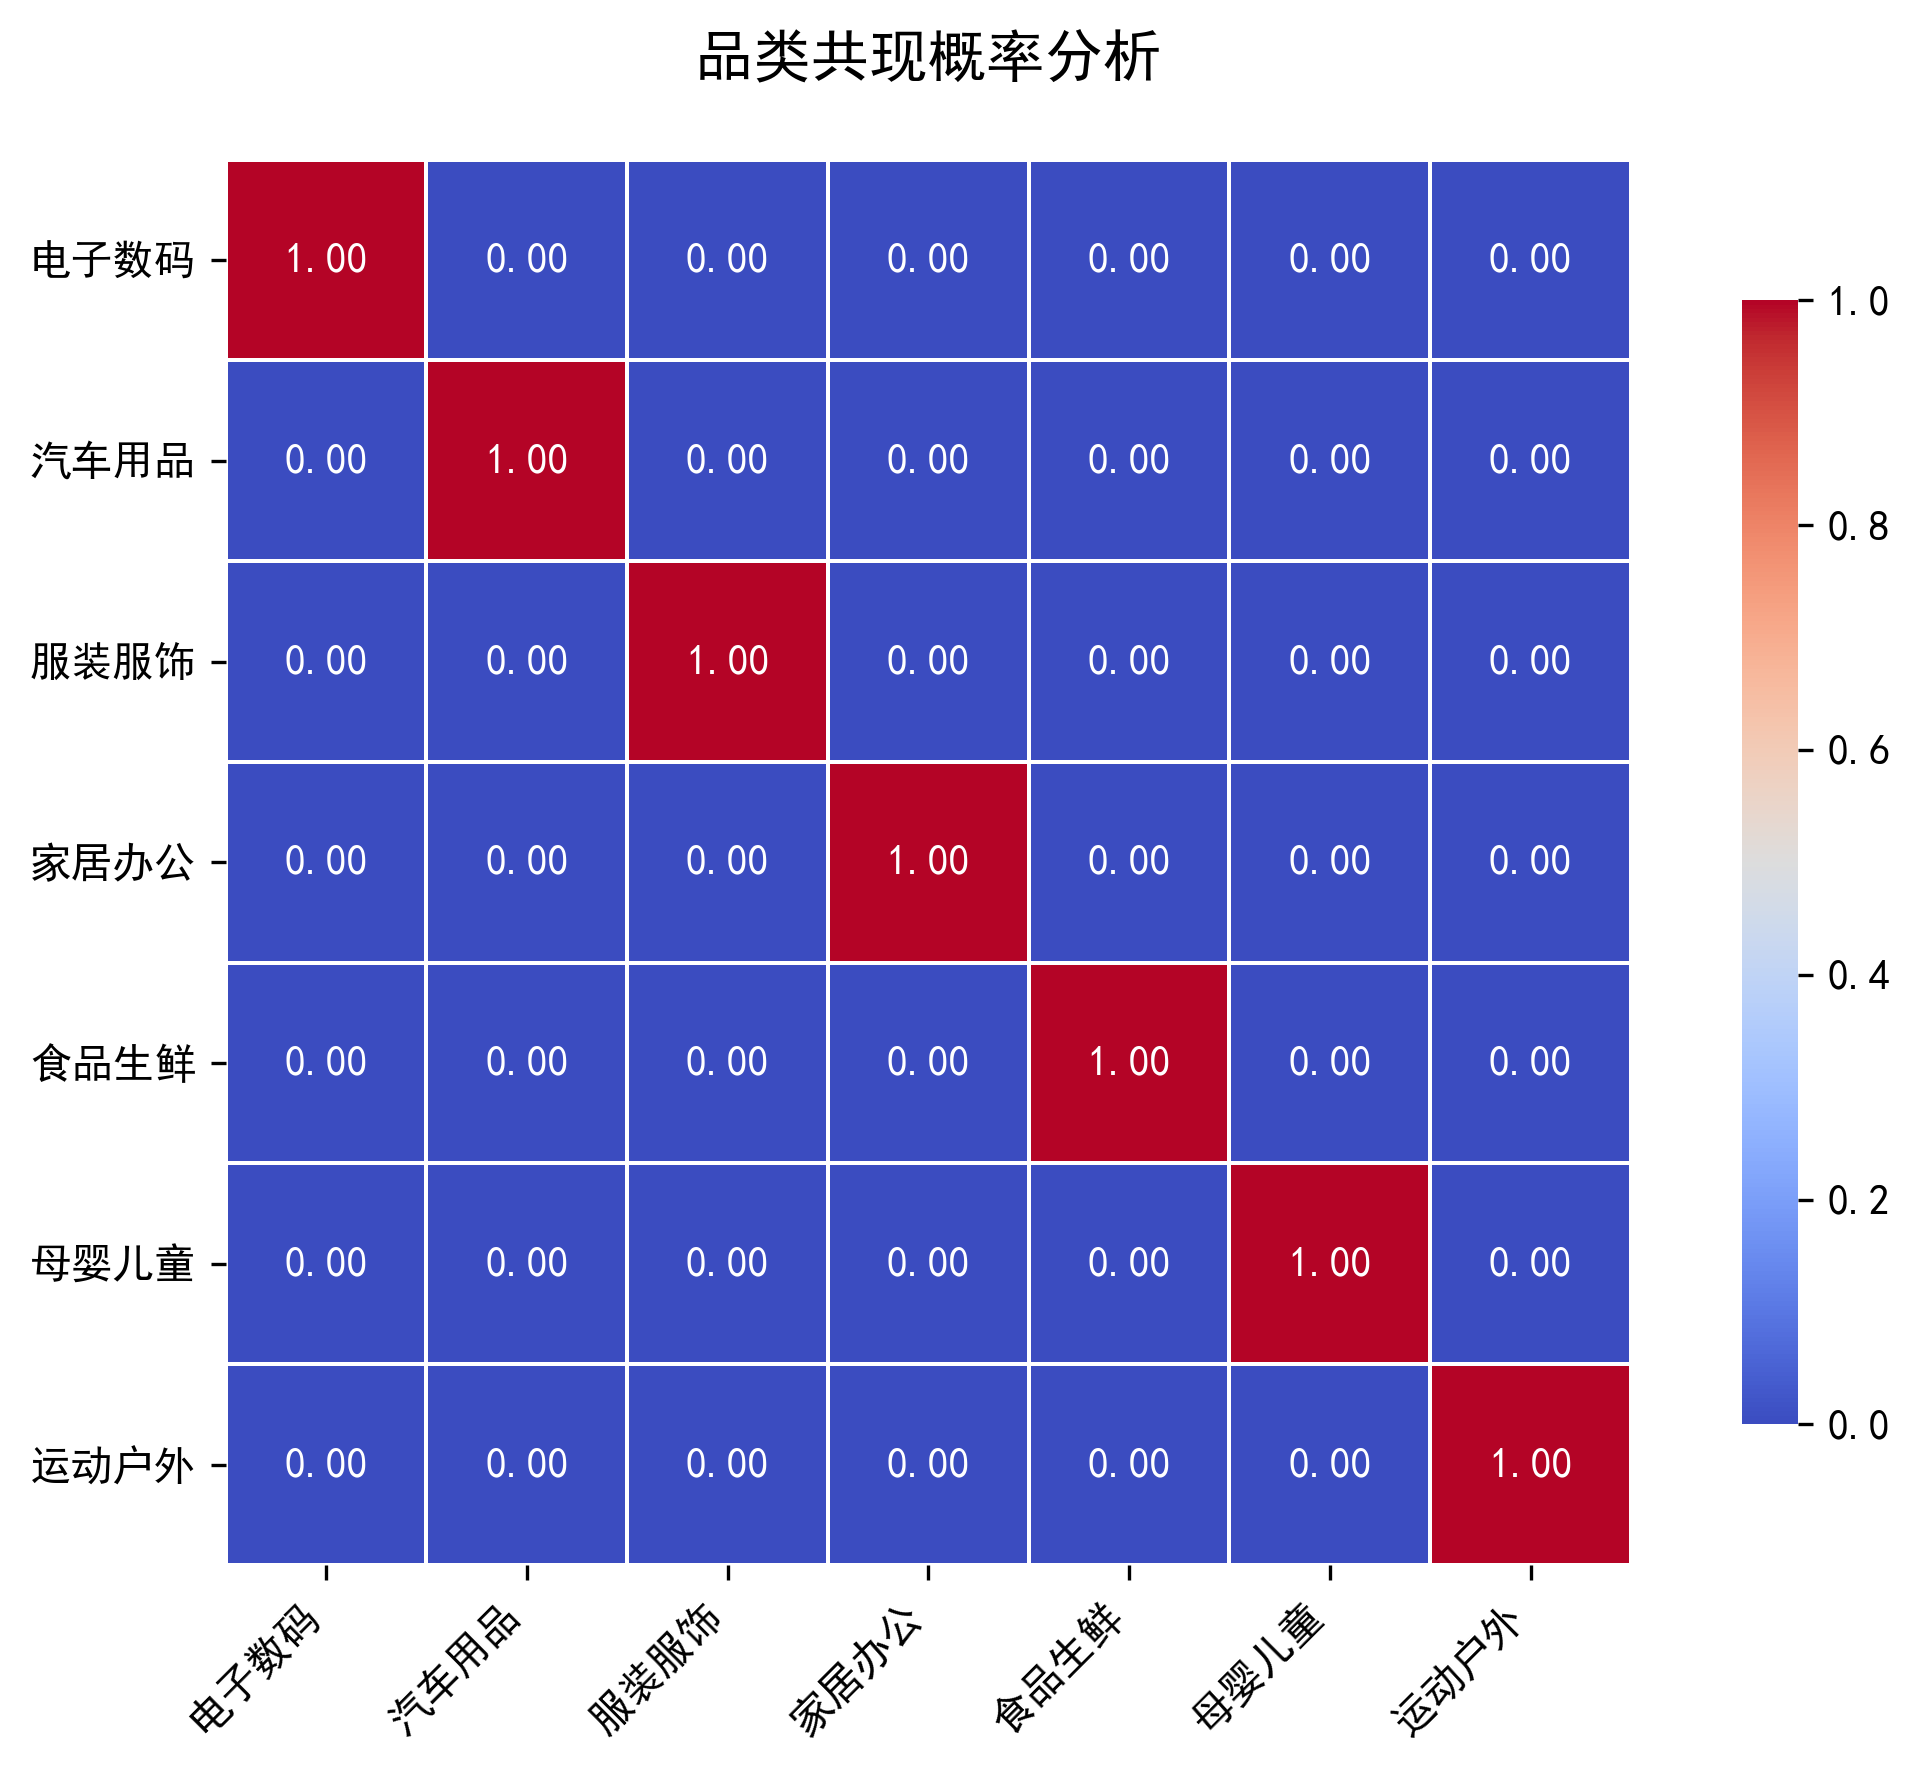 品类共现概率分析
电子数码 1.00 0.00 0.00 0.00 0.00 0.00 0.00
汽车用品 0.00 1.00 0.00 0.00 0.00 0.00 0.00
服装服饰 0.00 0.00 1.00 0.00 0.00 0.00 0.00
家居办公 0.00 0.00 0.00 1.00 0.00 0.00 0.00
食品生鲜 0.00 0.00 0.00 0.00 1.00 0.00 0.00
母婴儿童 0.00 0.00 0.00 0.00 0.00 1.00 0.00
运动户外 0.00 0.00 0.00 0.00 0.00 0.00 1.00
电子数码 汽车用品 服装服饰 家居办公 食品生鲜 母婴儿童 运动户外
1.0
0.8
0.6
0.4
0.2
0.0